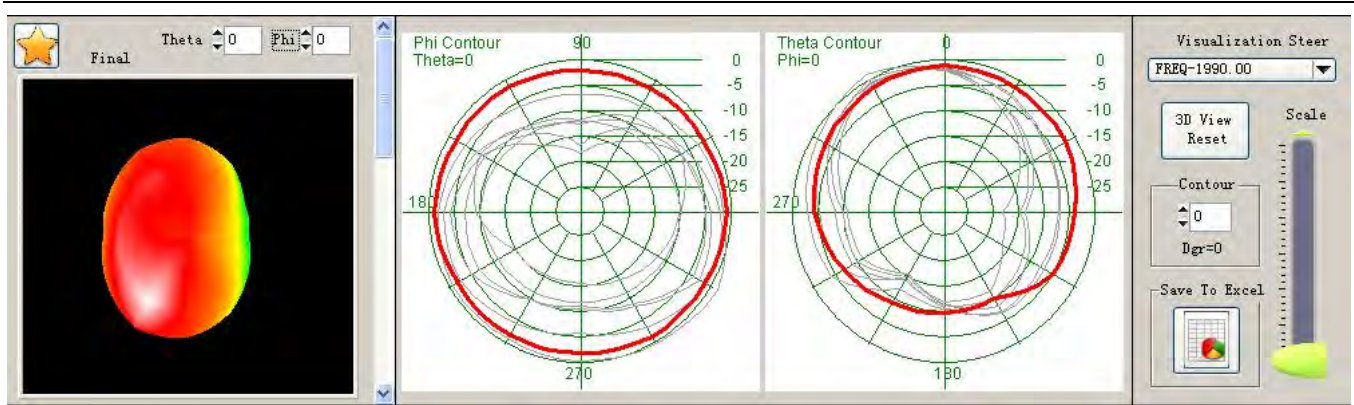 Theta 0 Phi 0
Final
Phi Contour
Theta=0
90
0
-5
-10
-15
-20
-25
180
270
Theta Contour
Phi=0
0
0
-5
-10
-15
-20
-25
270
180
Visualization Steer
FREQ-1990.00
3D View
Reset
Scale
Contour
0
Dgr=0
Save To Excel